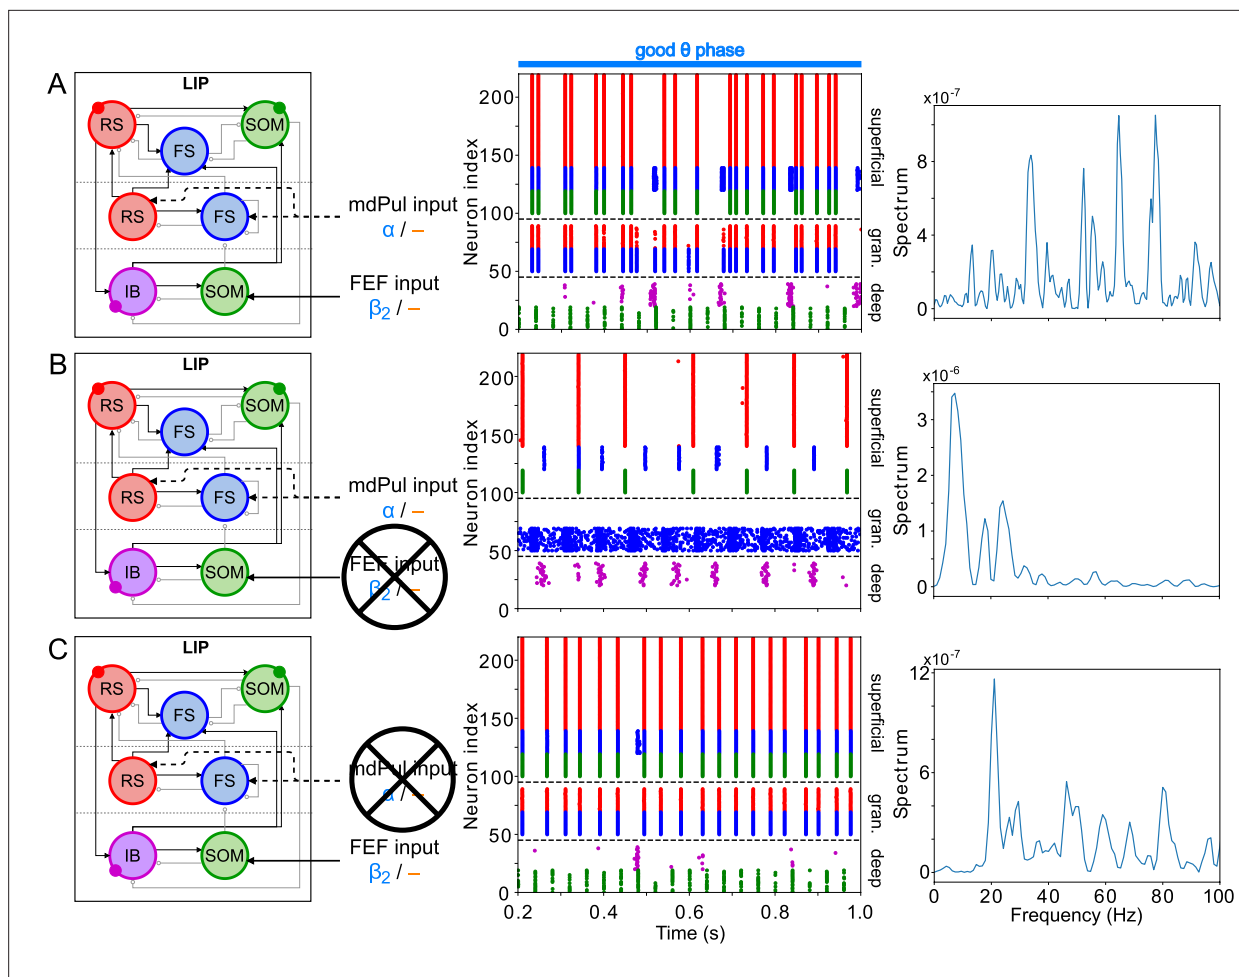 good θ phase
A
LIP
RS
SOM
FS
RS
FS
IB
SOM
mdPul input
α / –
FEF input
β2 / –
Neuron index
200
150
100
50
0
superficial
gran.
deep
x10-7
Spectrum
8
4
0
B
LIP
RS
SOM
FS
RS
FS
IB
SOM
mdPul input
α / –
FEF input
β2 / –
Neuron index
200
150
100
50
0
superficial
gran.
deep
x10-6
Spectrum
3
2
1
0
C
LIP
RS
SOM
FS
RS
FS
IB
SOM
mdPul input
α / –
FEF input
β2 / –
Neuron index
200
150
100
50
0
superficial
gran.
deep
0.2 0.4 0.6 0.8 1.0
Time (s)
x10-7
Spectrum
12
6
0
0 20 40 60 80 100
Frequency (Hz)